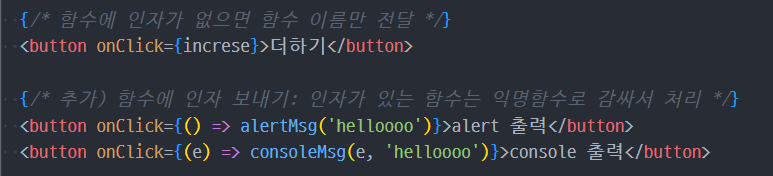 {/* 함수에 인자가 없으면 함수 이름만 전달 */}
<button onClick={increse}>더하기</button>
{/* 추가) 함수에 인자 보내기: 인자가 있는 함수는 익명함수로 감싸서 처리 */}
<button onClick={() => alertMsg('helloooo')}>alert 출력</button>
<button onClick={(e) => consoleMsg(e, 'helloooo')}>console 출력</button>